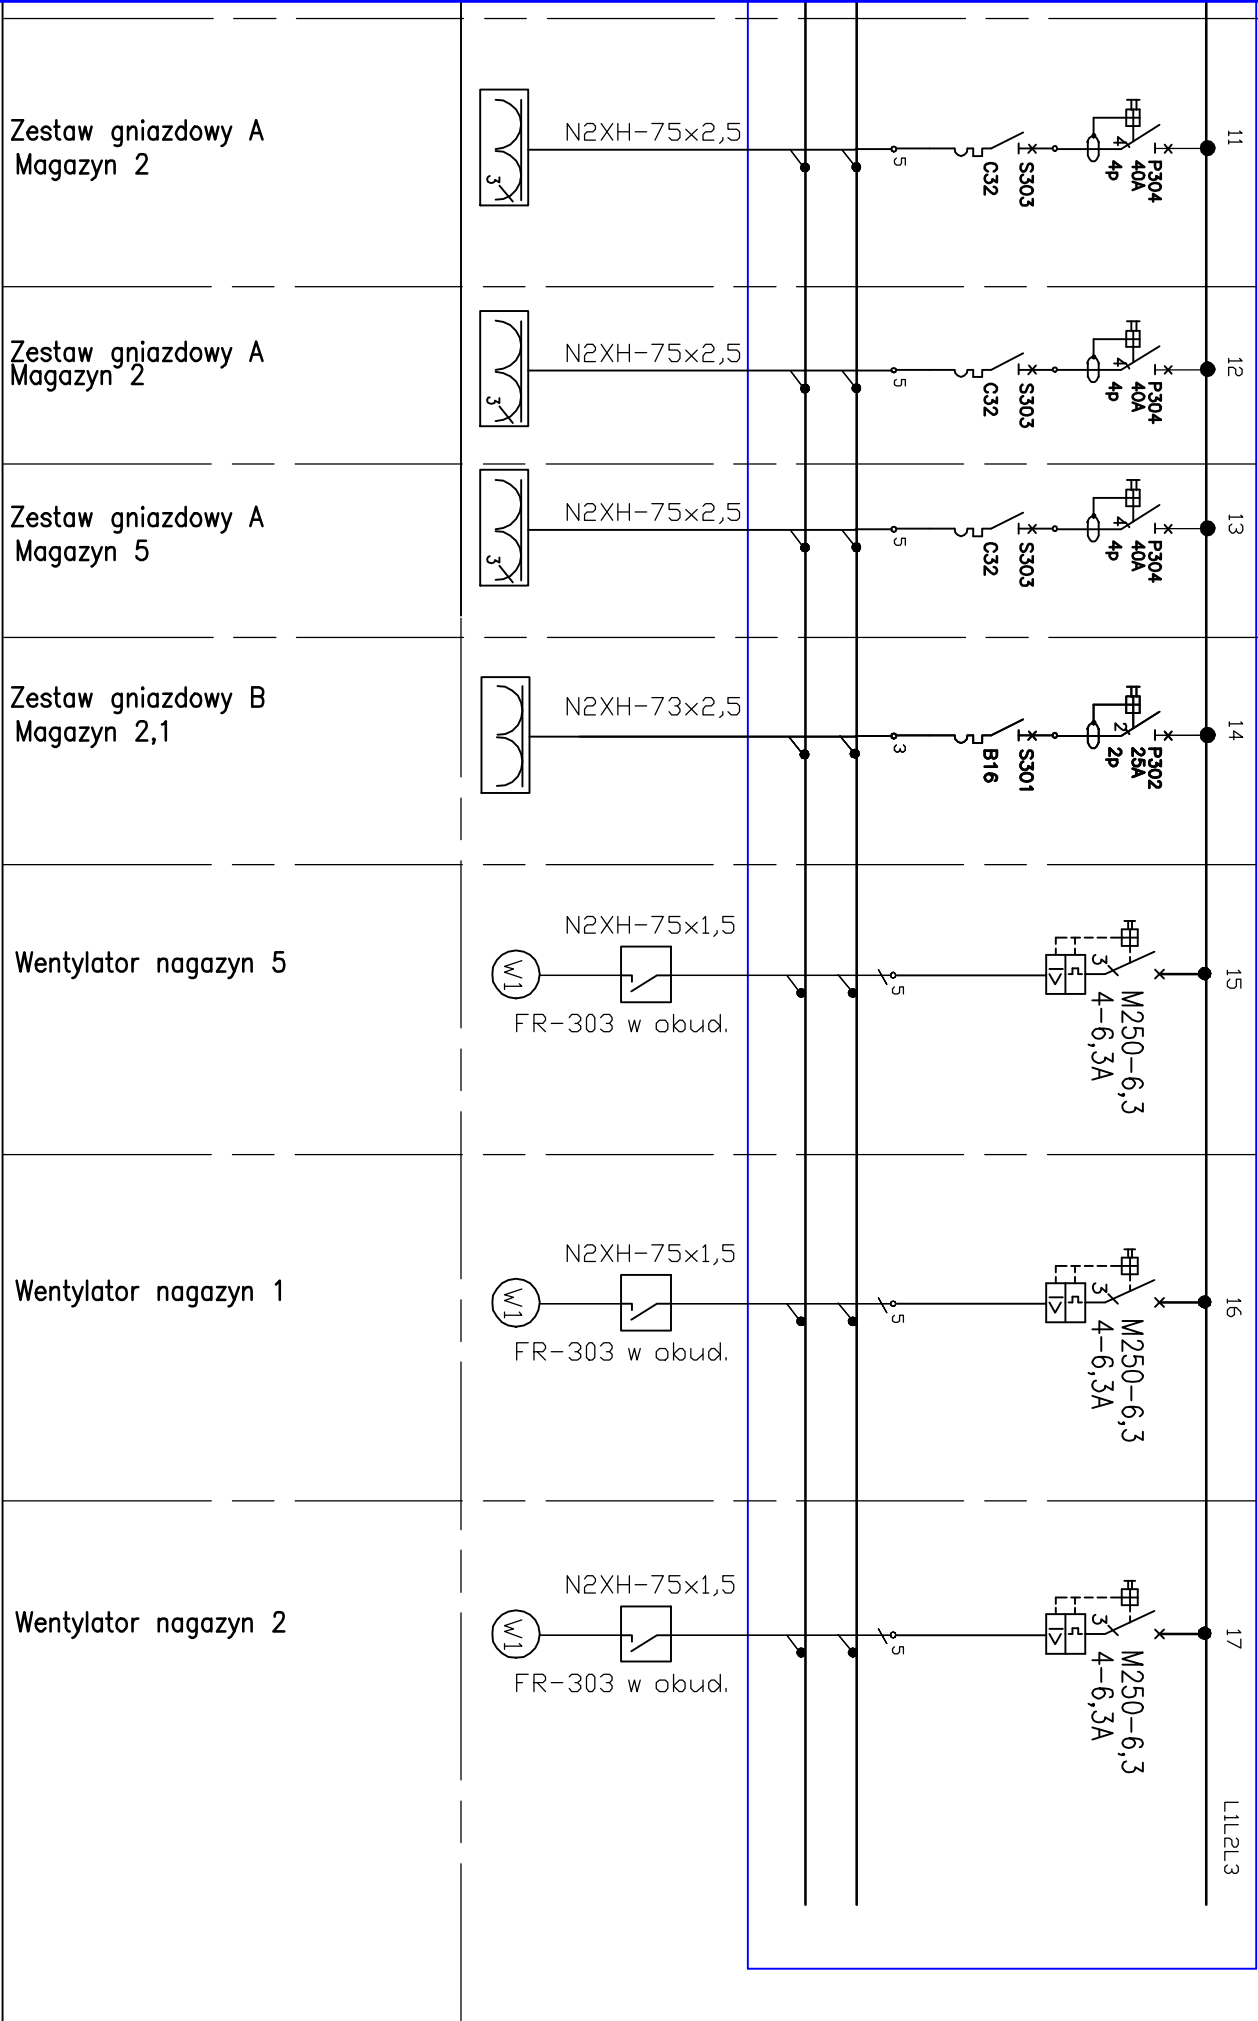 Zestaw gniazdowy A
Magazyn 2
3
N2XH-75x2,5
5
C32
S303
4
4p
40A
P304
11
Zestaw gniazdowy A
Magazyn 2
3
N2XH-75x2,5
5
C32
S303
4
4p
40A
P304
12
Zestaw gniazdowy A
Magazyn 5
3
N2XH-75x2,5
5
C32
S303
4
4p
40A
P304
13
Zestaw gniazdowy B
Magazyn 2,1
N2XH-73x2,5
3
B16
S301
2
2p
25A
P302
14
Wentylator nagazyn 5
W1
N2XH-75x1,5
FR-303 w obud.
5
3
M250-6,3
4-6,3A
15
Wentylator nagazyn 1
W1
N2XH-75x1,5
FR-303 w obud.
5
3
M250-6,3
4-6,3A
16
Wentylator nagazyn 2
W1
N2XH-75x1,5
FR-303 w obud.
5
3
M250-6,3
4-6,3A
17
L1L2L3